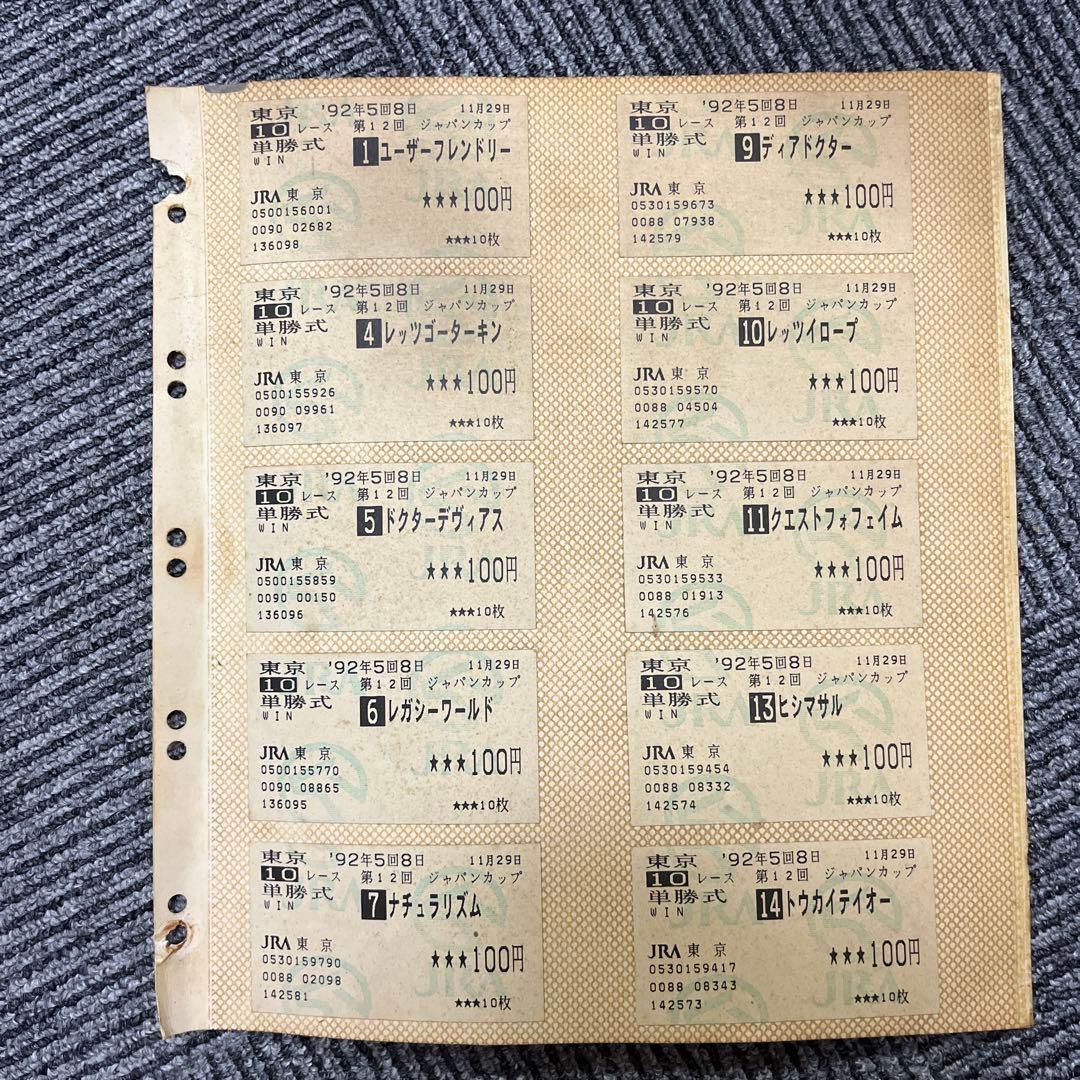 東京 '92年5回8日 11月29日
10レース 第12回 ジャパンカップ
単勝式 1ユーザーフレンドリー
WIN
JRA東京 ★★★100円
0500156001
0090 02682
136098 ★★★10枚
東京 '92年5回8日 11月29日
10レース 第12回 ジャパンカップ
単勝式 4レッツゴーターキン
WIN
JRA東京 ★★★100円
0500155926
0090 09961
136097 ★★★10枚
東京 '92年5回8日 11月29日
10レース 第12回 ジャパンカップ
単勝式 5ドクターデヴィアス
WIN
JRA東京 ★★★100円
0500155859
0090 00150
136096 ★★★10枚
東京 '92年5回8日 11月29日
10レース 第12回 ジャパンカップ
単勝式 6レガシーワールド
WIN
JRA東京 ★★★100円
0500155770
0090 08865
136095 ★★★10枚
東京 '92年5回8日 11月29日
10レース 第12回 ジャパンカップ
単勝式 7ナチュラリズム
WIN
JRA東京 ★★★100円
0530159790
0088 02098
142581 ★★★10枚
東京 '92年5回8日 11月29日
10レース 第12回 ジャパンカップ
単勝式 9ディアドクター
WIN
JRA東京 ★★★100円
0530159673
0088 07938
142579 ★★★10枚
東京 '92年5回8日 11月29日
10レース 第12回 ジャパンカップ
単勝式 10レッツイロープ
WIN
JRA東京 ★★★100円
0530159570
0088 04504
142577 ★★★10枚
東京 '92年5回8日 11月29日
10レース 第12回 ジャパンカップ
単勝式 11クエストフォフェイム
WIN
JRA東京 ★★★100円
0530159533
0088 01913
142576 ★★★10枚
東京 '92年5回8日 11月29日
10レース 第12回 ジャパンカップ
単勝式 13ヒシマサル
WIN
JRA東京 ★★★100円
0530159454
0088 08332
142574 ★★★10枚
東京 '92年5回8日 11月29日
10レース 第12回 ジャパンカップ
単勝式 14トウカイテイオー
WIN
JRA東京 ★★★100円
0530159417
0088 08343
142573 ★★★10枚